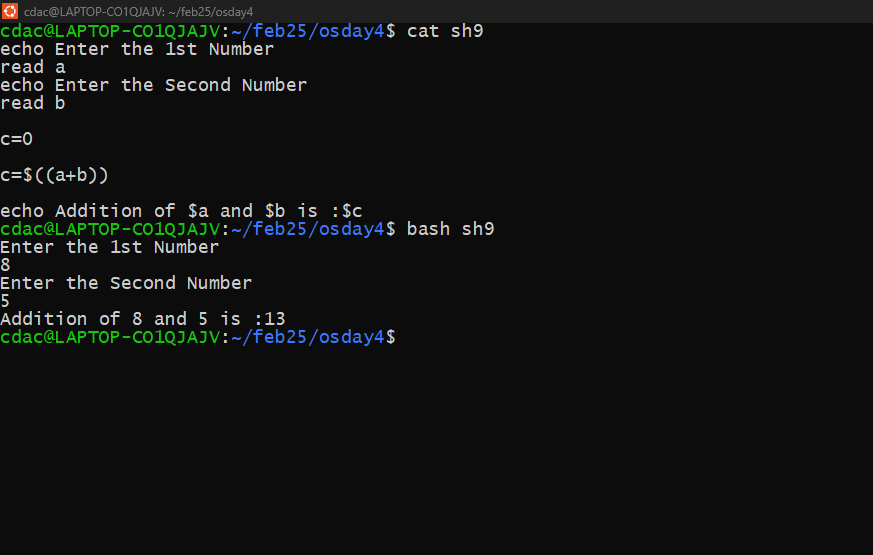 cdac@LAPTOP-CO1QJAJV: ~/feb25/osday4
cdac@LAPTOP-CO1QJAJV:~/feb25/osday4$ cat sh9
echo Enter the 1st Number
read a
echo Enter the Second Number
read b
c=0
c=$((a+b))
echo Addition of $a and $b is :$c
cdac@LAPTOP-CO1QJAJV:~/feb25/osday4$ bash sh9
Enter the 1st Number
8
Enter the Second Number
5
Addition of 8 and 5 is :13
cdac@LAPTOP-CO1QJAJV:~/feb25/osday4$